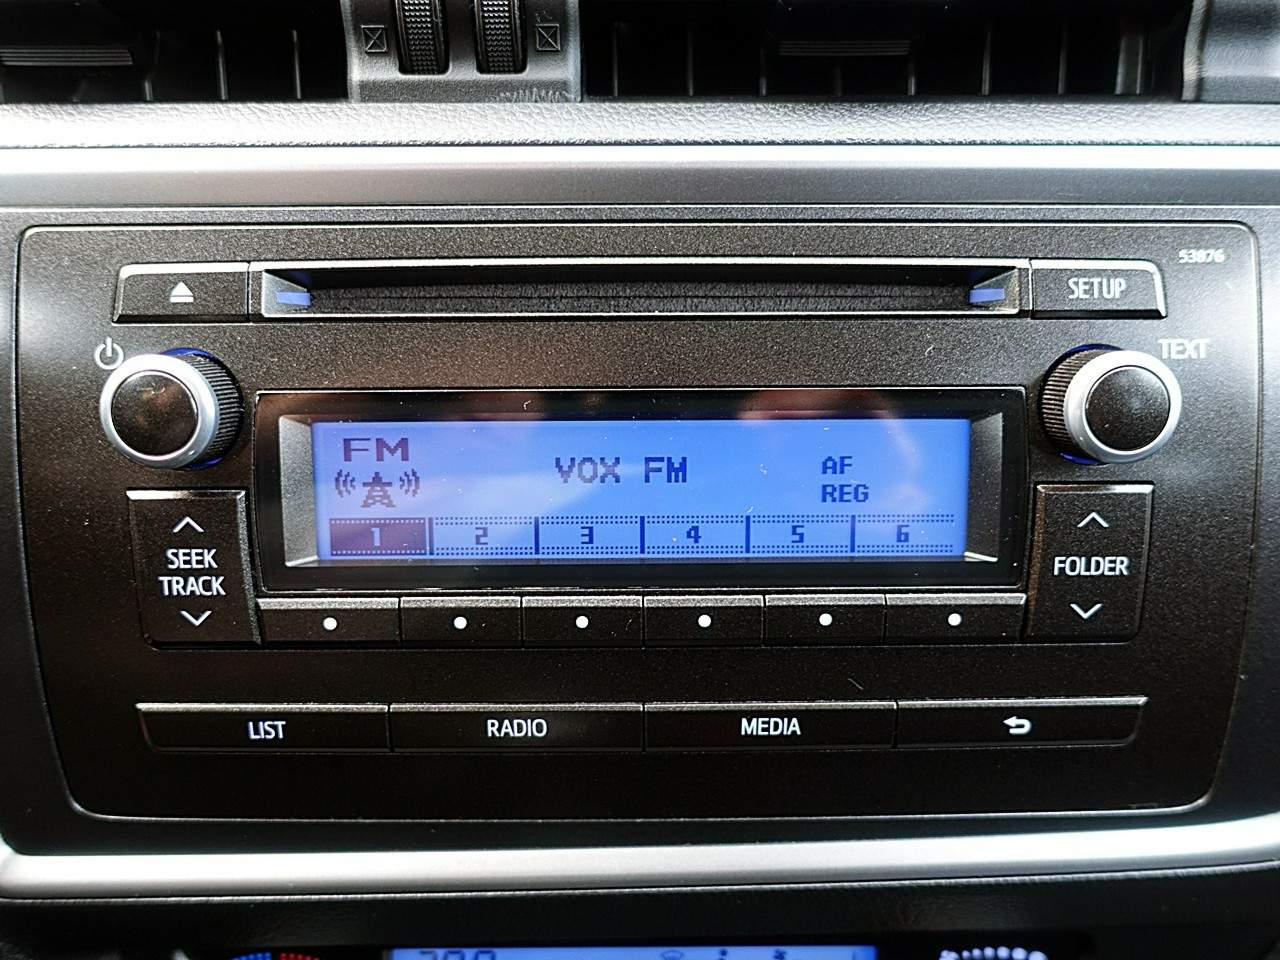 53876
SETUP
TEXT
FM
VOX FM
AF
REG
1 2 3 4 5 6
SEEK
TRACK
FOLDER
LIST
RADIO
MEDIA